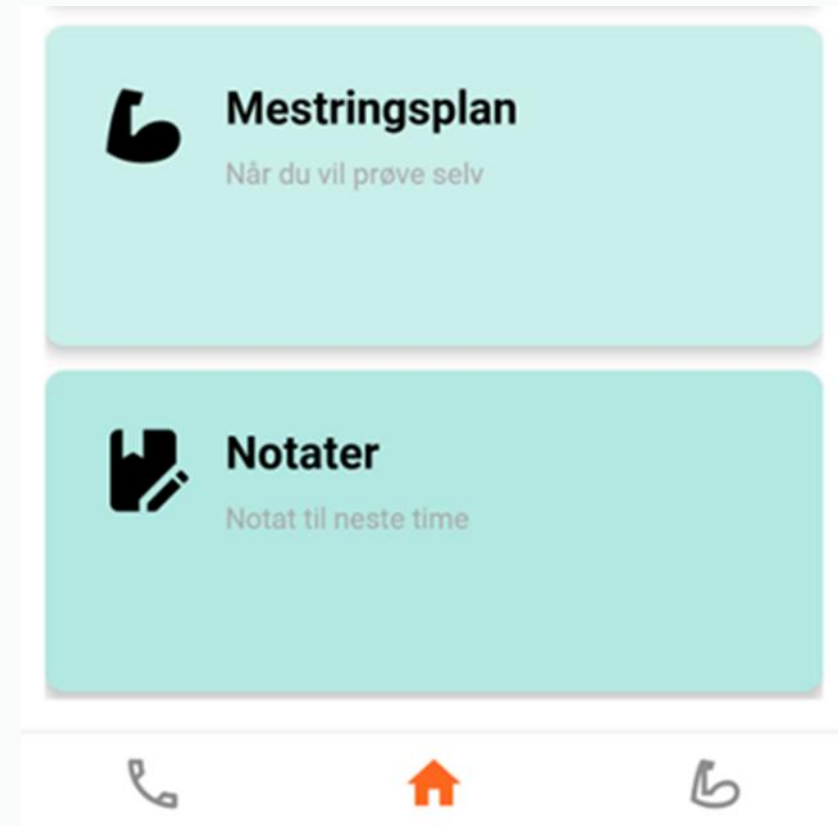 Mestringsplan
Når du vil prøve selv
Notater
Notat til neste time